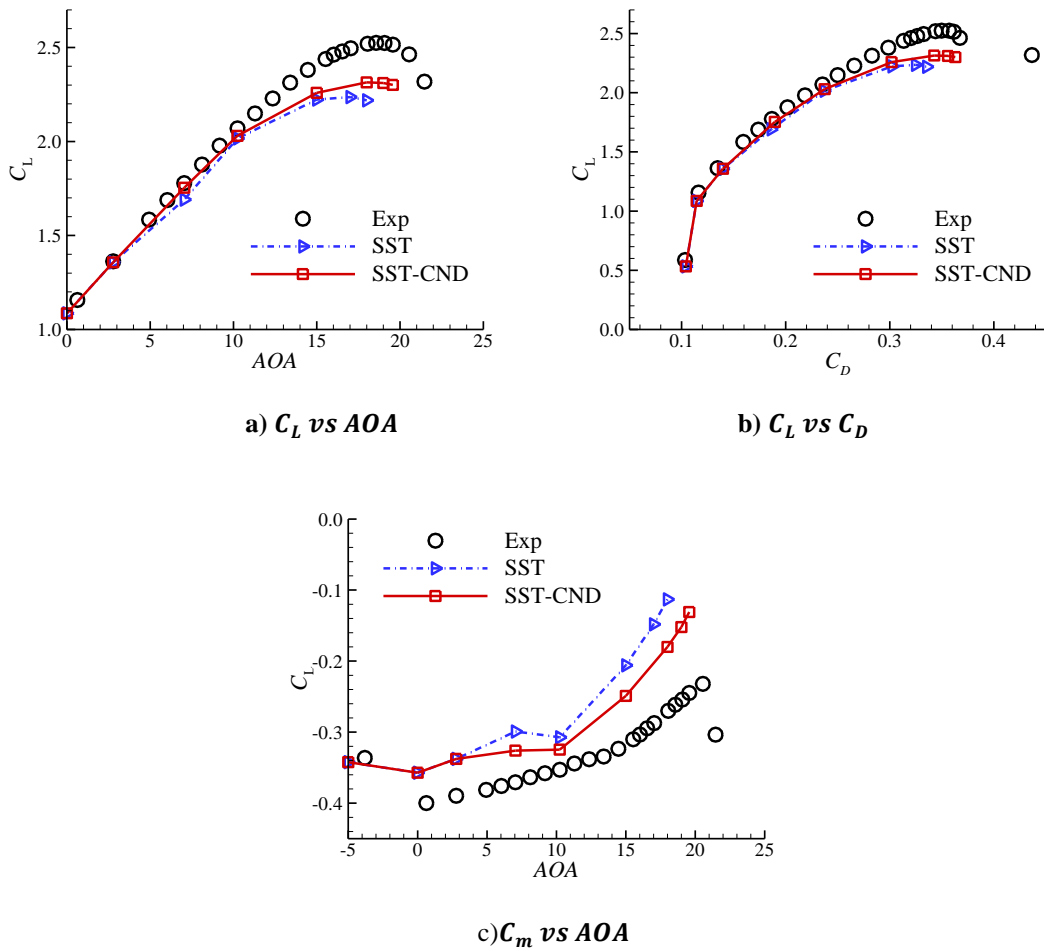 2.5
2.0
1.5
1.0
C_L
0 5 10 15 20 25
AOA
Exp
SST
SST-CND
a) C_L vs AOA
2.5
2.0
1.5
1.0
0.5
0.0
C_L
0.1 0.2 0.3 0.4
C_D
Exp
SST
SST-CND
b) C_L vs C_D
0.0
-0.1
-0.2
-0.3
-0.4
C_L
-5 0 5 10 15 20 25
AOA
Exp
SST
SST-CND
c)C_m vs AOA